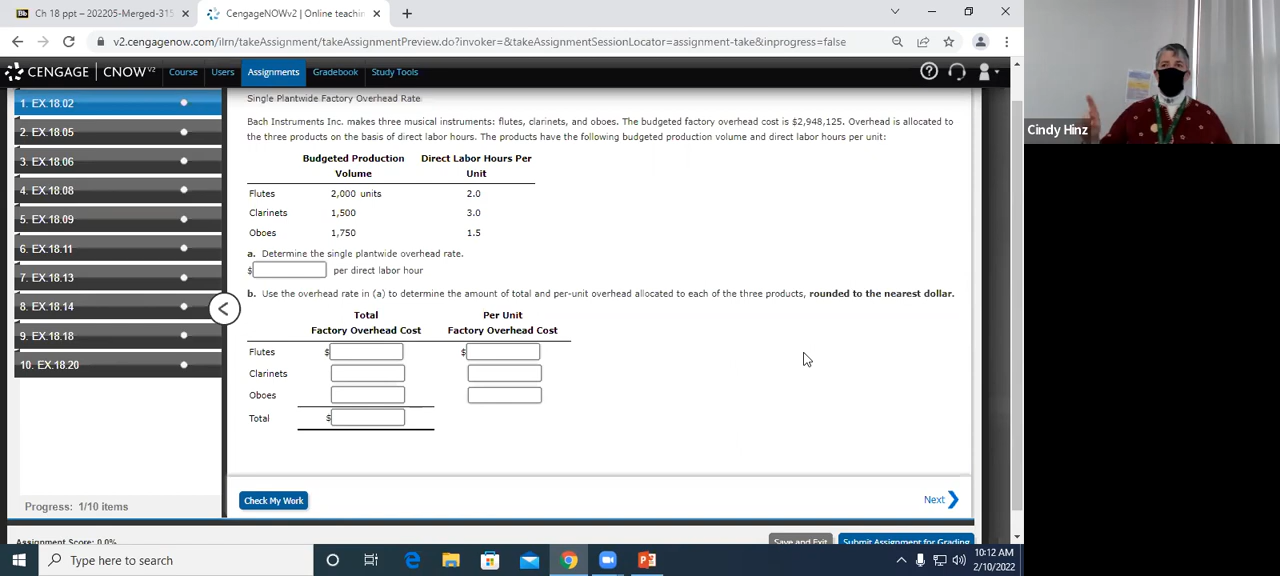 Ch 18 ppt – 202205-Merged-315
CengageNOWv2 | Online teachin
v2.cengagenow.com/ilrn/takeAssignment/takeAssignmentPreview.do?invoker=&takeAssignmentSessionLocator=assignment-take&inprogress=false
CENGAGE CNOWV2 Course Users Assignments Gradebook Study Tools
1. EX.18.02
2. EX.18.05
3. EX.18.06
4. EX.18.08
5. EX.18.09
6. EX.18.11
7. EX.18.13
8. EX.18.14
9. EX.18.18
10. EX.18.20
Progress: 1/10 items
Assignment Score: 0.0%
Single Plantwide Factory Overhead Rate
Bach Instruments Inc. makes three musical instruments: flutes, clarinets, and oboes. The budgeted factory overhead cost is $2,948,125. Overhead is allocated to
the three products on the basis of direct labor hours. The products have the following budgeted production volume and direct labor hours per unit:
Budgeted Production Direct Labor Hours Per
Volume Unit
Flutes 2,000 units 2.0
Clarinets 1,500 3.0
Oboes 1,750 1.5
a. Determine the single plantwide overhead rate.
$ per direct labor hour
b. Use the overhead rate in (a) to determine the amount of total and per-unit overhead allocated to each of the three products, rounded to the nearest dollar.
Total Per Unit
Factory Overhead Cost Factory Overhead Cost
Flutes $ $
Clarinets
Oboes
Total $
Check My Work
Next
Save and Exit Submit Assignment for Grading
Cindy Hinz
Type here to search
10:12 AM
2/10/2022